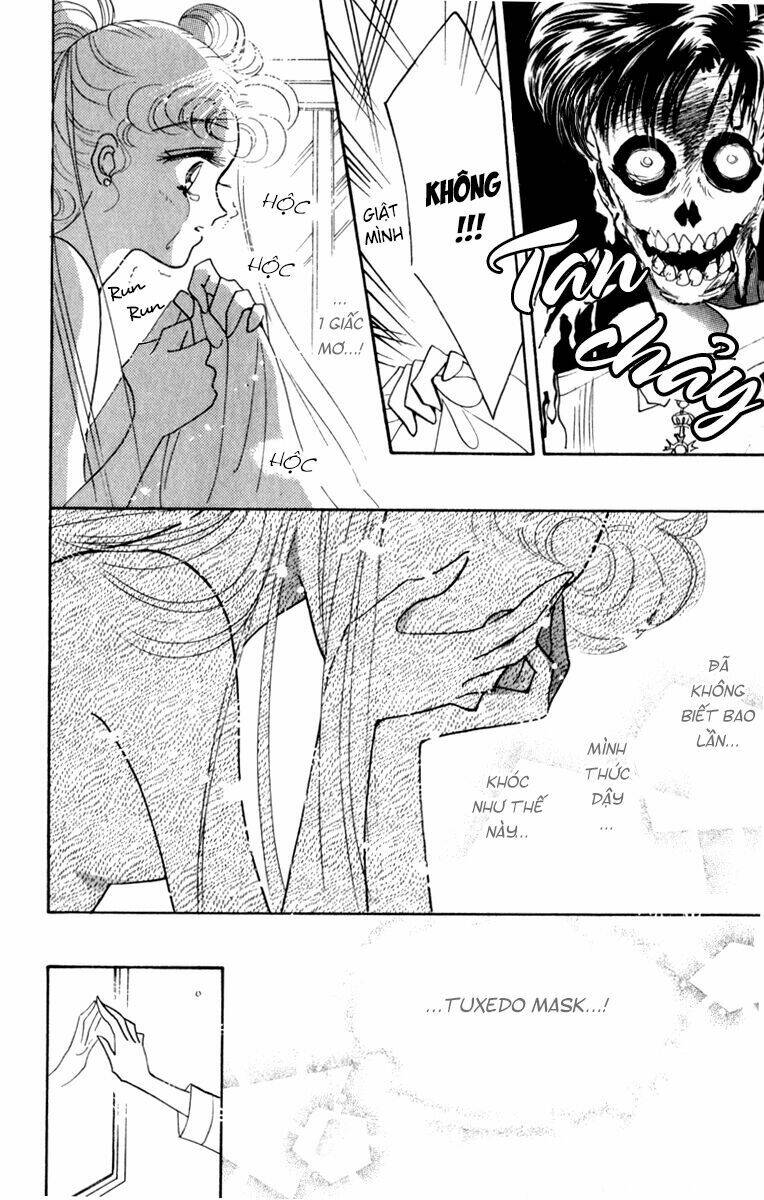 Tan
chảy
KHÔNG
!!!
GIẬT
MÌNH
HỘC
HỘC
HỘC
...
1 GIẤC
MƠ...!
Run
Run
ĐÃ
KHÔNG
BIẾT BAO
LẦN...
MÌNH
THỨC
DẬY
...
KHÓC
NHƯ THẾ
NÀY...
...TUXEDO MASK...!